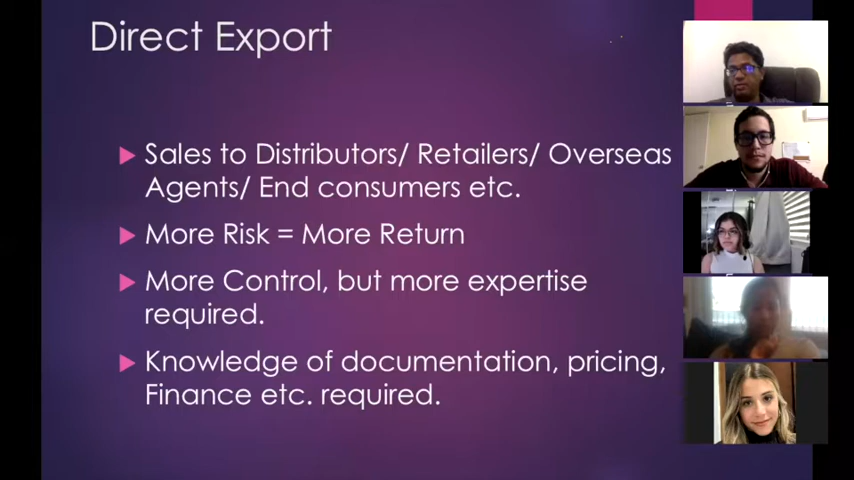 Direct Export
Sales to Distributors/ Retailers/ Overseas
Agents/ End consumers etc.
More Risk = More Return
More Control, but more expertise
required.
Knowledge of documentation, pricing,
Finance etc. required.